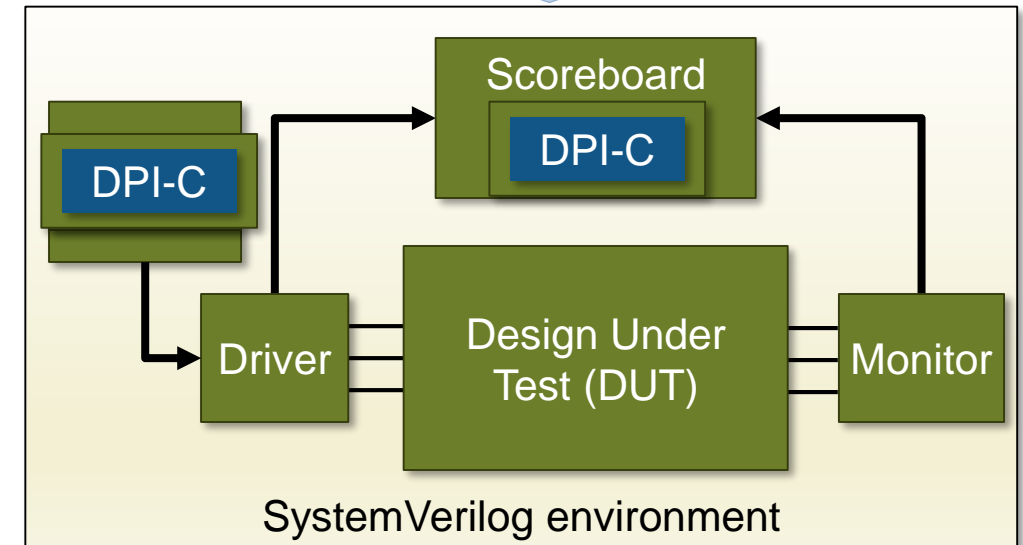 Scoreboard
DPI-C
DPI-C
Driver
Design Under
Test (DUT)
Monitor
SystemVerilog environment